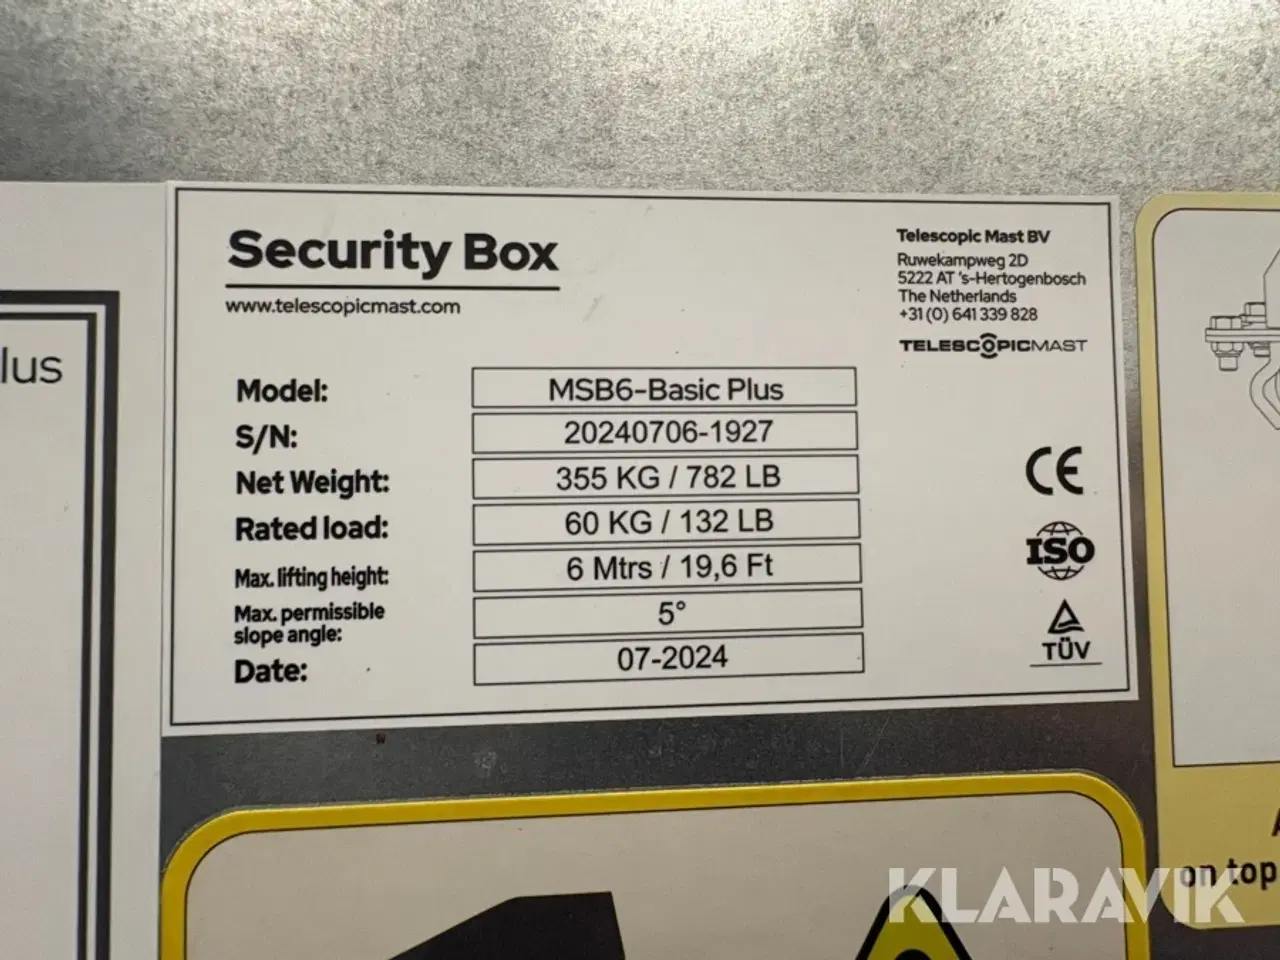 Security Box
www.telescopicmast.com
Telescopic Mast BV
Ruwekampweg 2D
5222 AT 's-Hertogenbosch
The Netherlands
+31 (0) 641 339 828
TELESCOPICMAST
lus
Model: MSB6-Basic Plus
S/N: 20240706-1927
Net Weight: 355 KG / 782 LB
Rated load: 60 KG / 132 LB
Max. lifting height: 6 Mtrs / 19,6 Ft
Max. permissible
slope angle: 5°
Date: 07-2024
CE
ISO
TÜV
on top
KLARAVIK